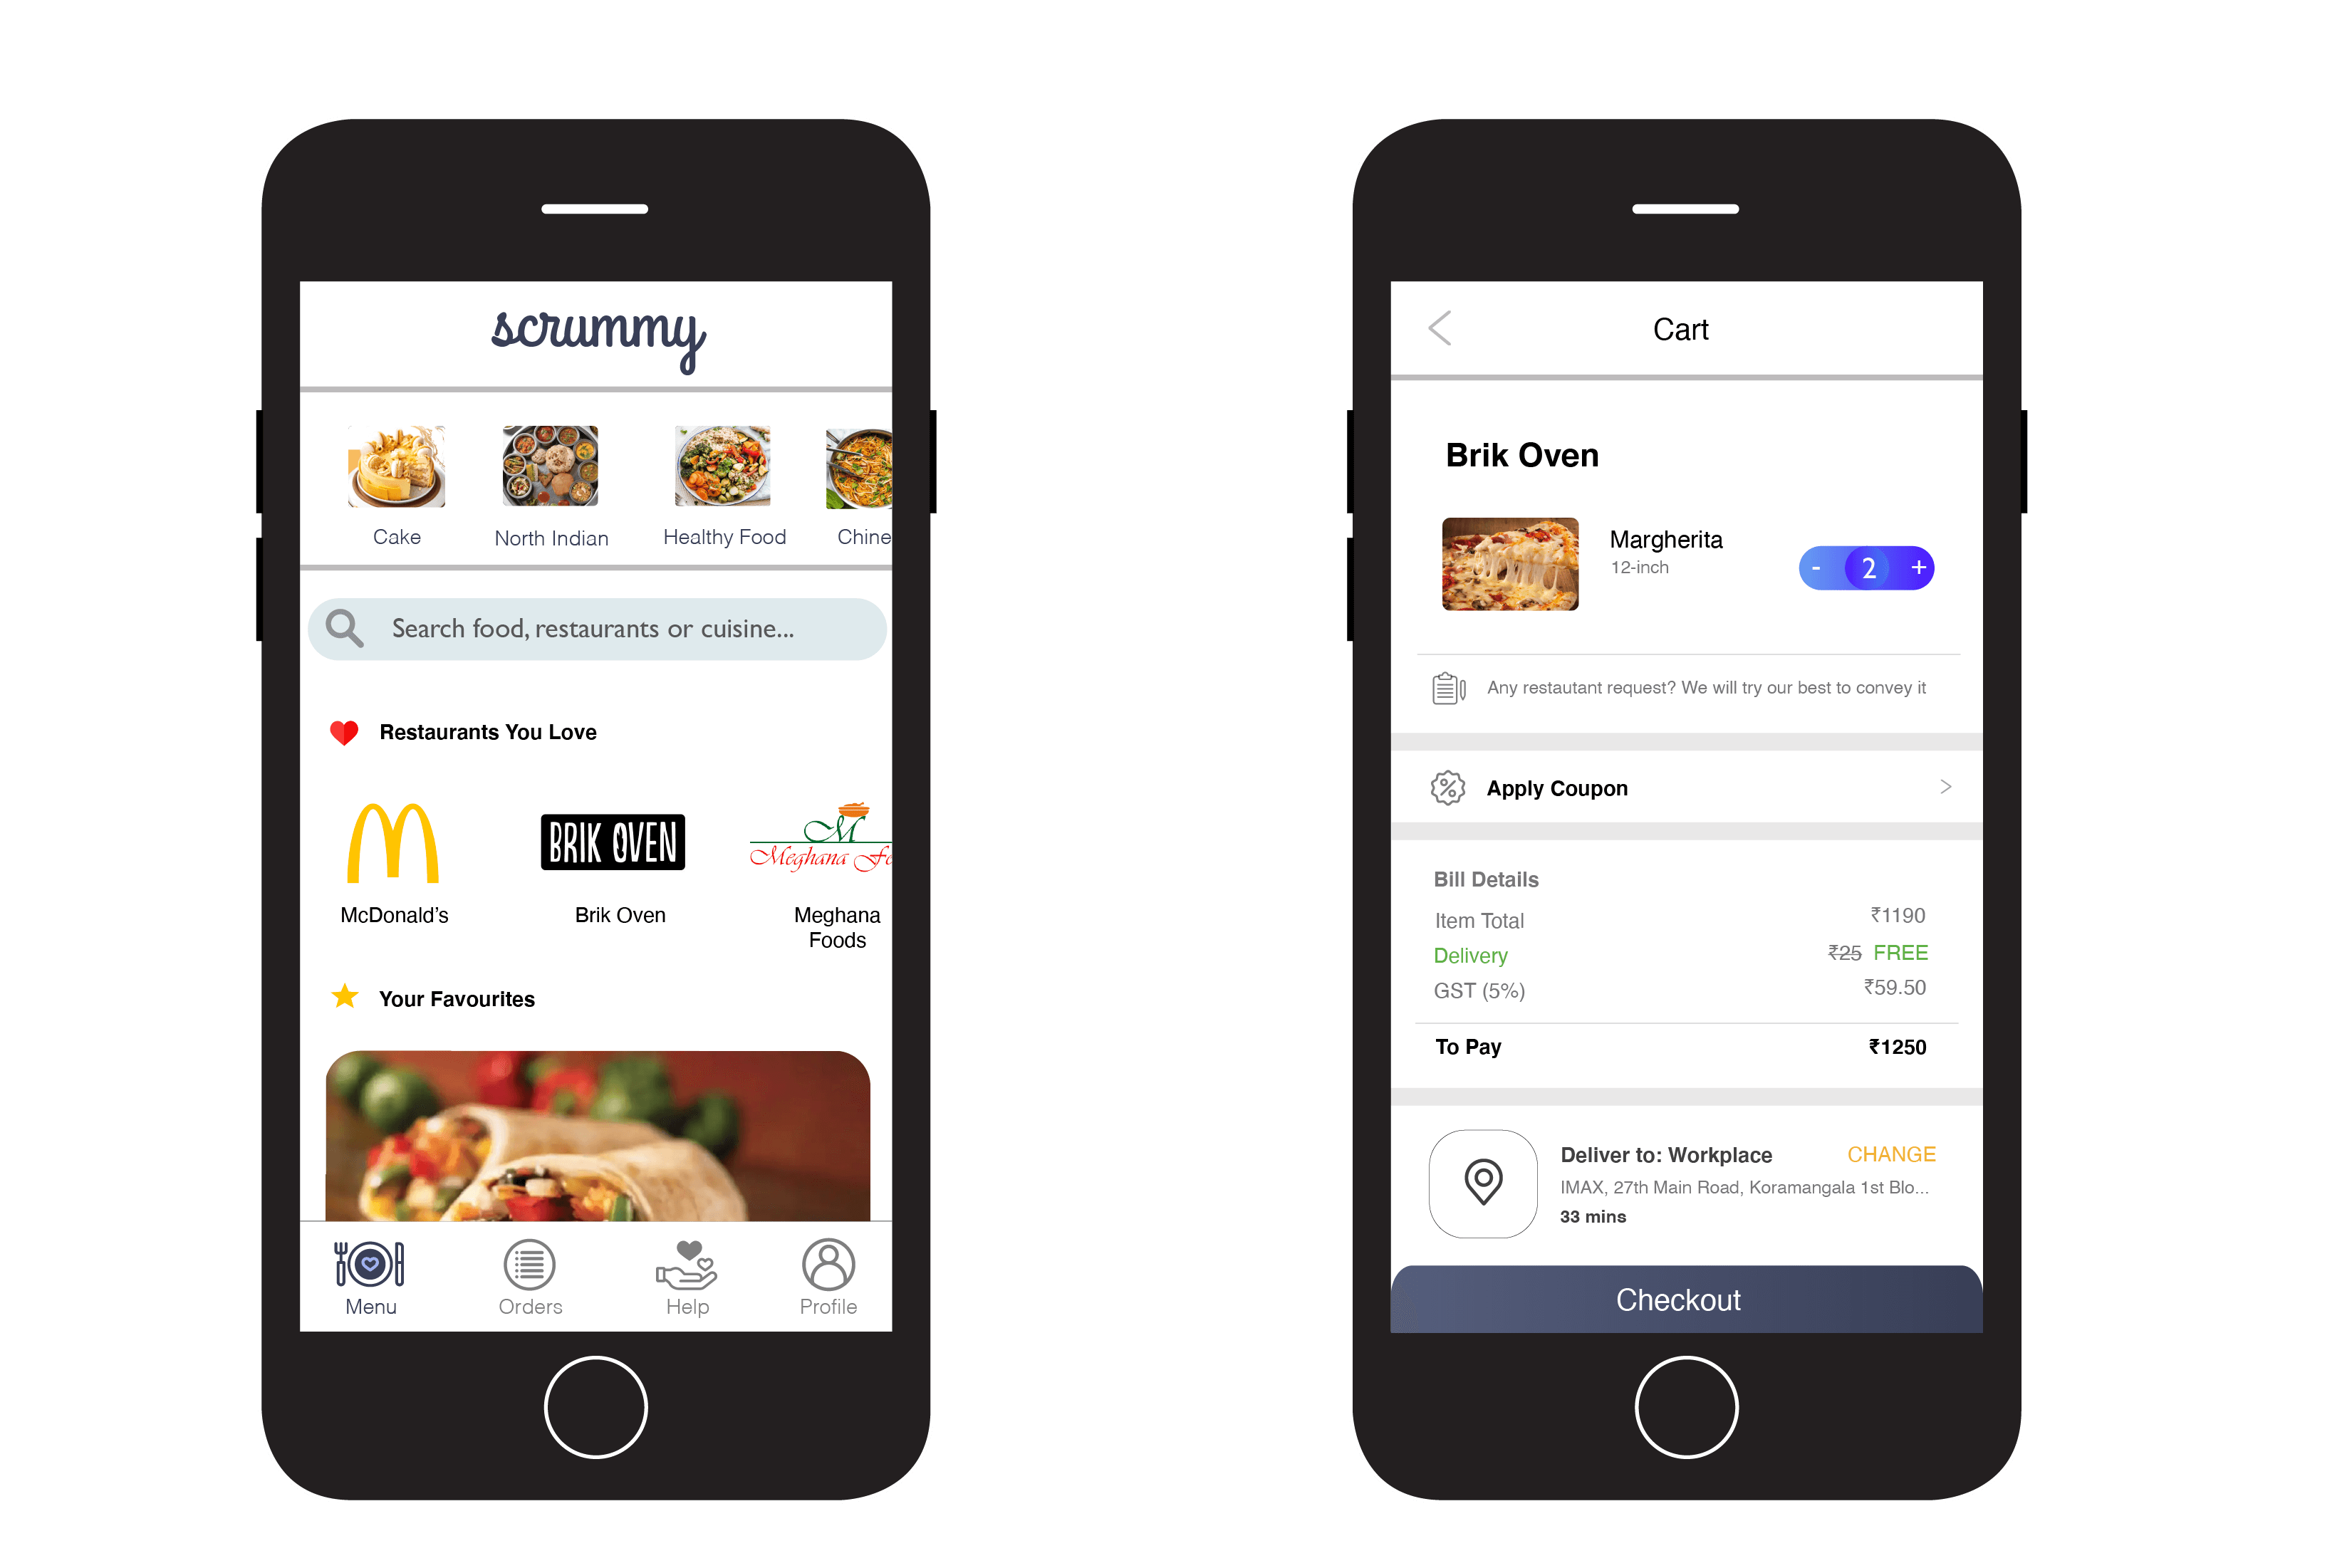 scrummy
Cake
North Indian
Healthy Food
Chine
Search food, restaurants or cuisine...
Restaurants You Love
BRIK OVEN
M
Meghana Fo
McDonald's
Brik Oven
Meghana
Foods
Your Favourites
Menu
Orders
Help
Profile
Cart
Brik Oven
Margherita
12-inch
- 2 +
Any restautant request? We will try our best to convey it
Apply Coupon
Bill Details
Item Total ₹1190
Delivery ₹25 FREE
GST (5%) ₹59.50
To Pay ₹1250
Deliver to: Workplace CHANGE
IMAX, 27th Main Road, Koramangala 1st Blo...
33 mins
Checkout